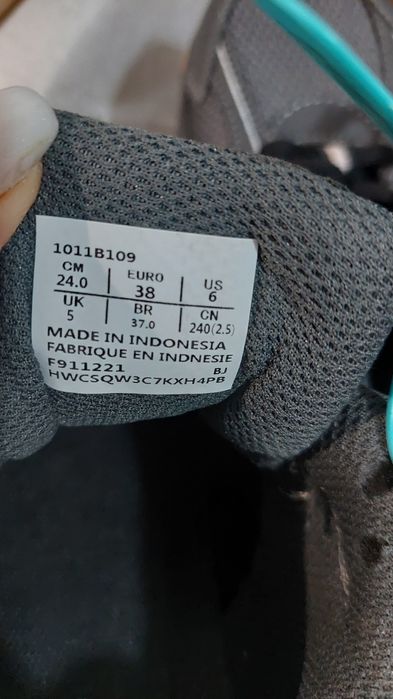 1011B109
CM EURO US
24.0 38 6
UK BR CN
5 37.0 240(2.5)
MADE IN INDONESIA
FABRIQUE EN INDNESIE
F911221 BJ
HWCSQW3C7KXH4PB